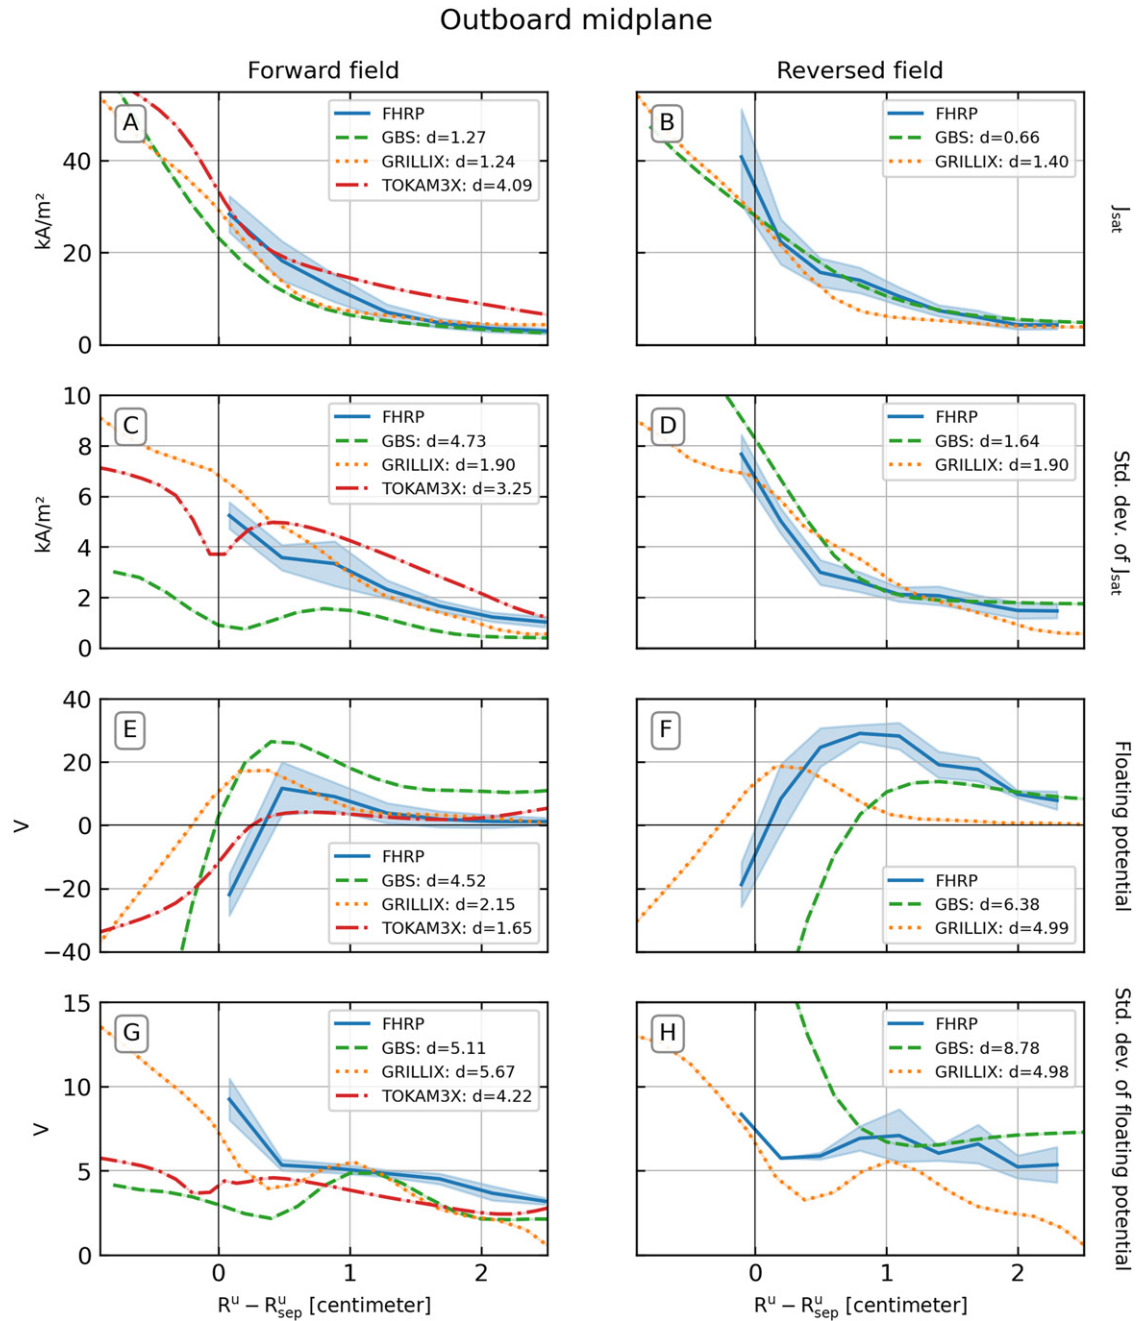 Outboard midplane
Forward field
Reversed field
A
FHRP
GBS: d=1.27
GRILLIX: d=1.24
TOKAM3X: d=4.09
kA/m²
40
20
0
B
FHRP
GBS: d=0.66
GRILLIX: d=1.40
Jsat
C
FHRP
GBS: d=4.73
GRILLIX: d=1.90
TOKAM3X: d=3.25
kA/m²
10
8
6
4
2
0
D
FHRP
GBS: d=1.64
GRILLIX: d=1.90
Std. dev. of Jsat
E
FHRP
GBS: d=4.52
GRILLIX: d=2.15
TOKAM3X: d=1.65
V
40
20
0
−20
−40
F
FHRP
GBS: d=6.38
GRILLIX: d=4.99
Floating potential
G
FHRP
GBS: d=5.11
GRILLIX: d=5.67
TOKAM3X: d=4.22
V
15
10
5
0
0 1 2
Rᵘ − Rᵘsep [centimeter]
H
FHRP
GBS: d=8.78
GRILLIX: d=4.98
0 1 2
Rᵘ − Rᵘsep [centimeter]
Std. dev. of floating potential